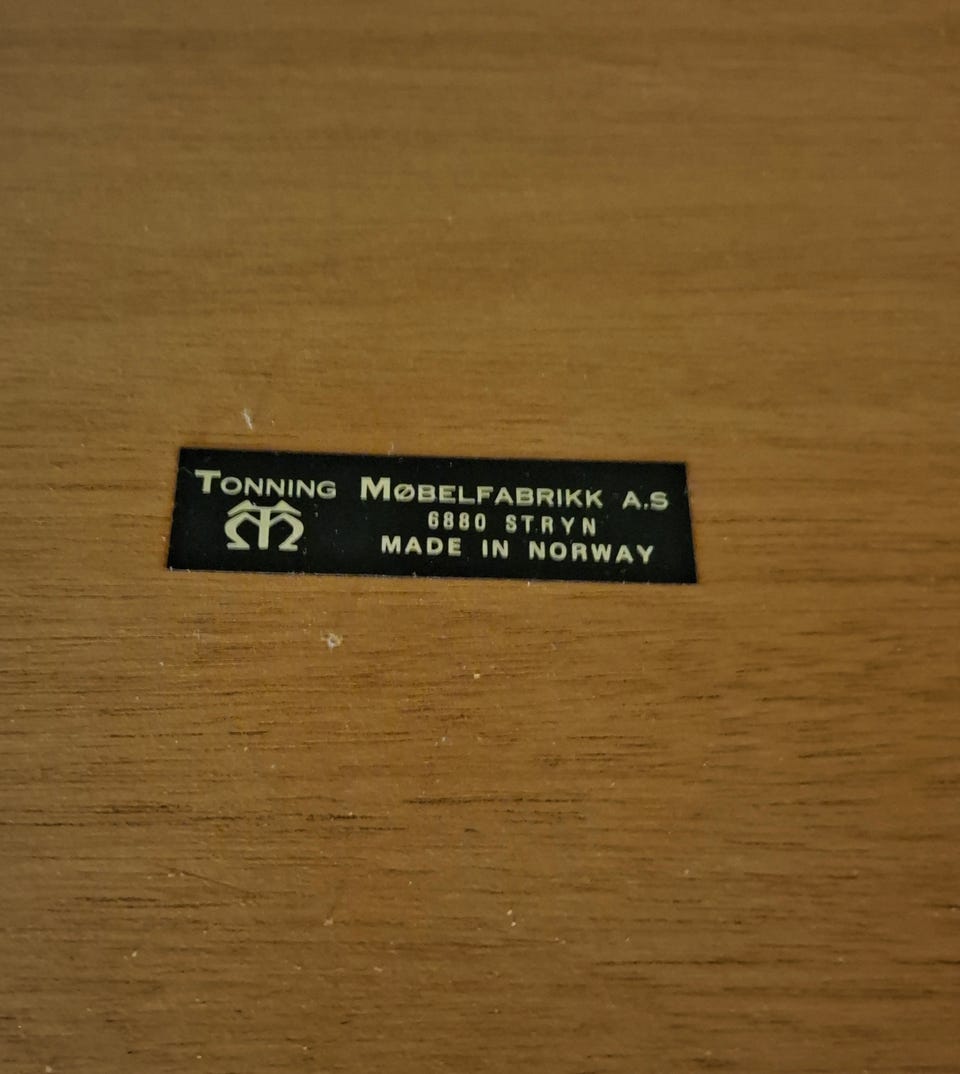 TONNING MØBELFABRIKK A.S
6880 STRYN
MADE IN NORWAY